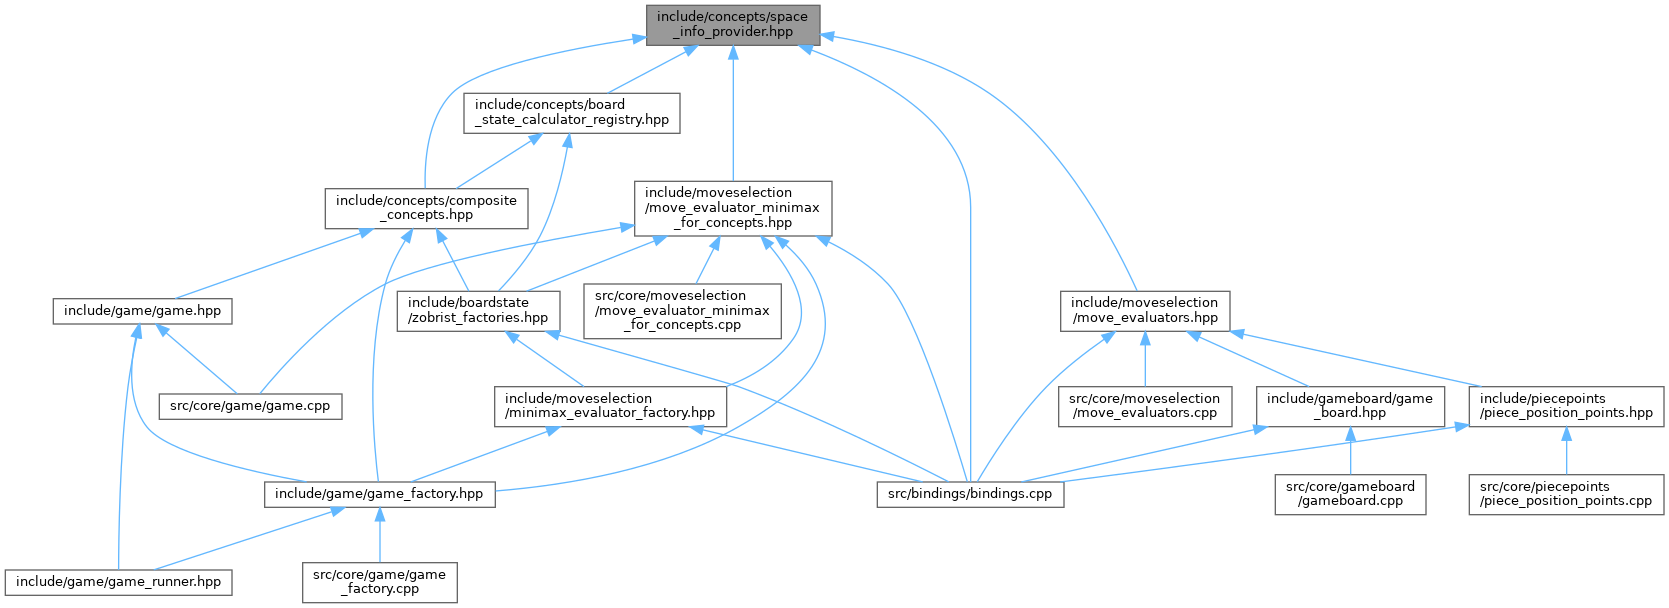 include/concepts/space
_info_provider.hpp
include/concepts/board
_state_calculator_registry.hpp
include/concepts/composite
_concepts.hpp
include/moveselection
/move_evaluator_minimax
_for_concepts.hpp
include/game/game.hpp
include/boardstate
/zobrist_factories.hpp
src/core/moveselection
/move_evaluator_minimax
_for_concepts.cpp
include/moveselection
/move_evaluators.hpp
src/core/game/game.cpp
include/moveselection
/minimax_evaluator_factory.hpp
src/core/moveselection
/move_evaluators.cpp
include/gameboard/game
_board.hpp
include/piecepoints
/piece_position_points.hpp
include/game/game_factory.hpp
src/bindings/bindings.cpp
src/core/gameboard
/gameboard.cpp
src/core/piecepoints
/piece_position_points.cpp
include/game/game_runner.hpp
src/core/game/game
_factory.cpp